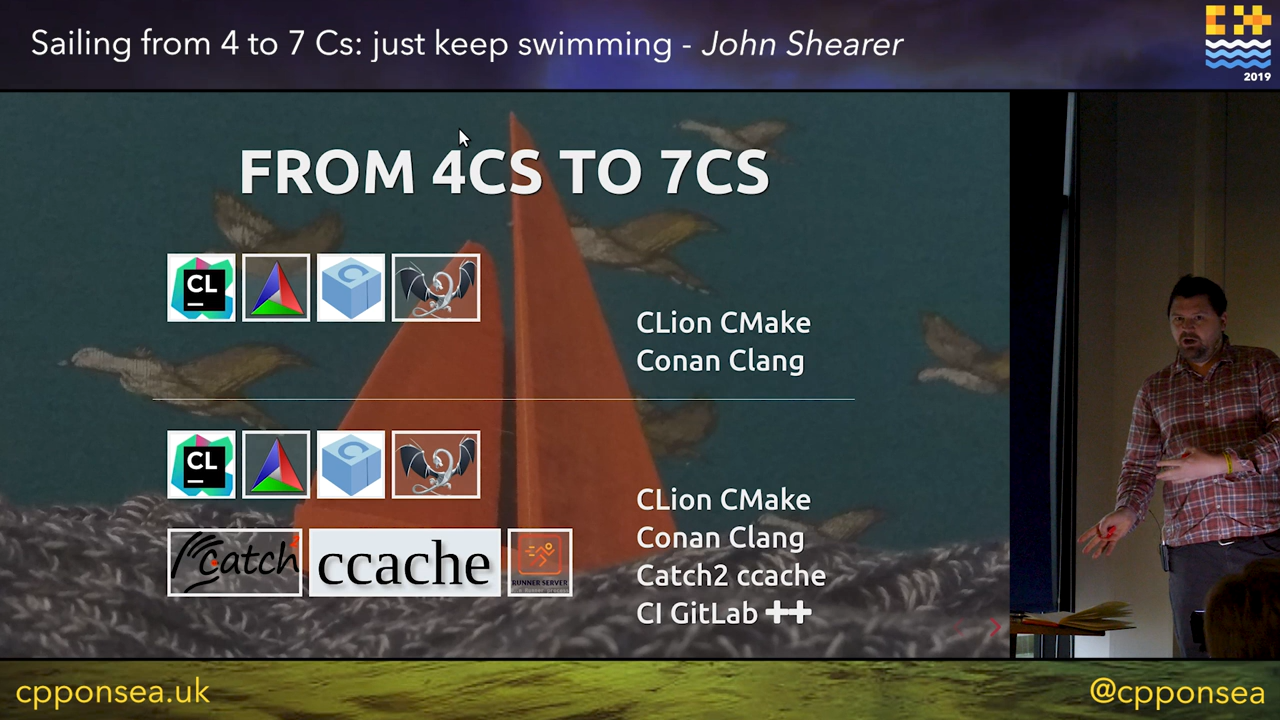 Sailing from 4 to 7 Cs: just keep swimming - John Shearer
2019
FROM 4CS TO 7CS
CL
C
CLion CMake
Conan Clang
CL
C
CLion CMake
Conan Clang
Catch2 ccache
CI GitLab ++
Catch
ccache
RUNNER SERVER
cpponsea.uk
@cpponsea